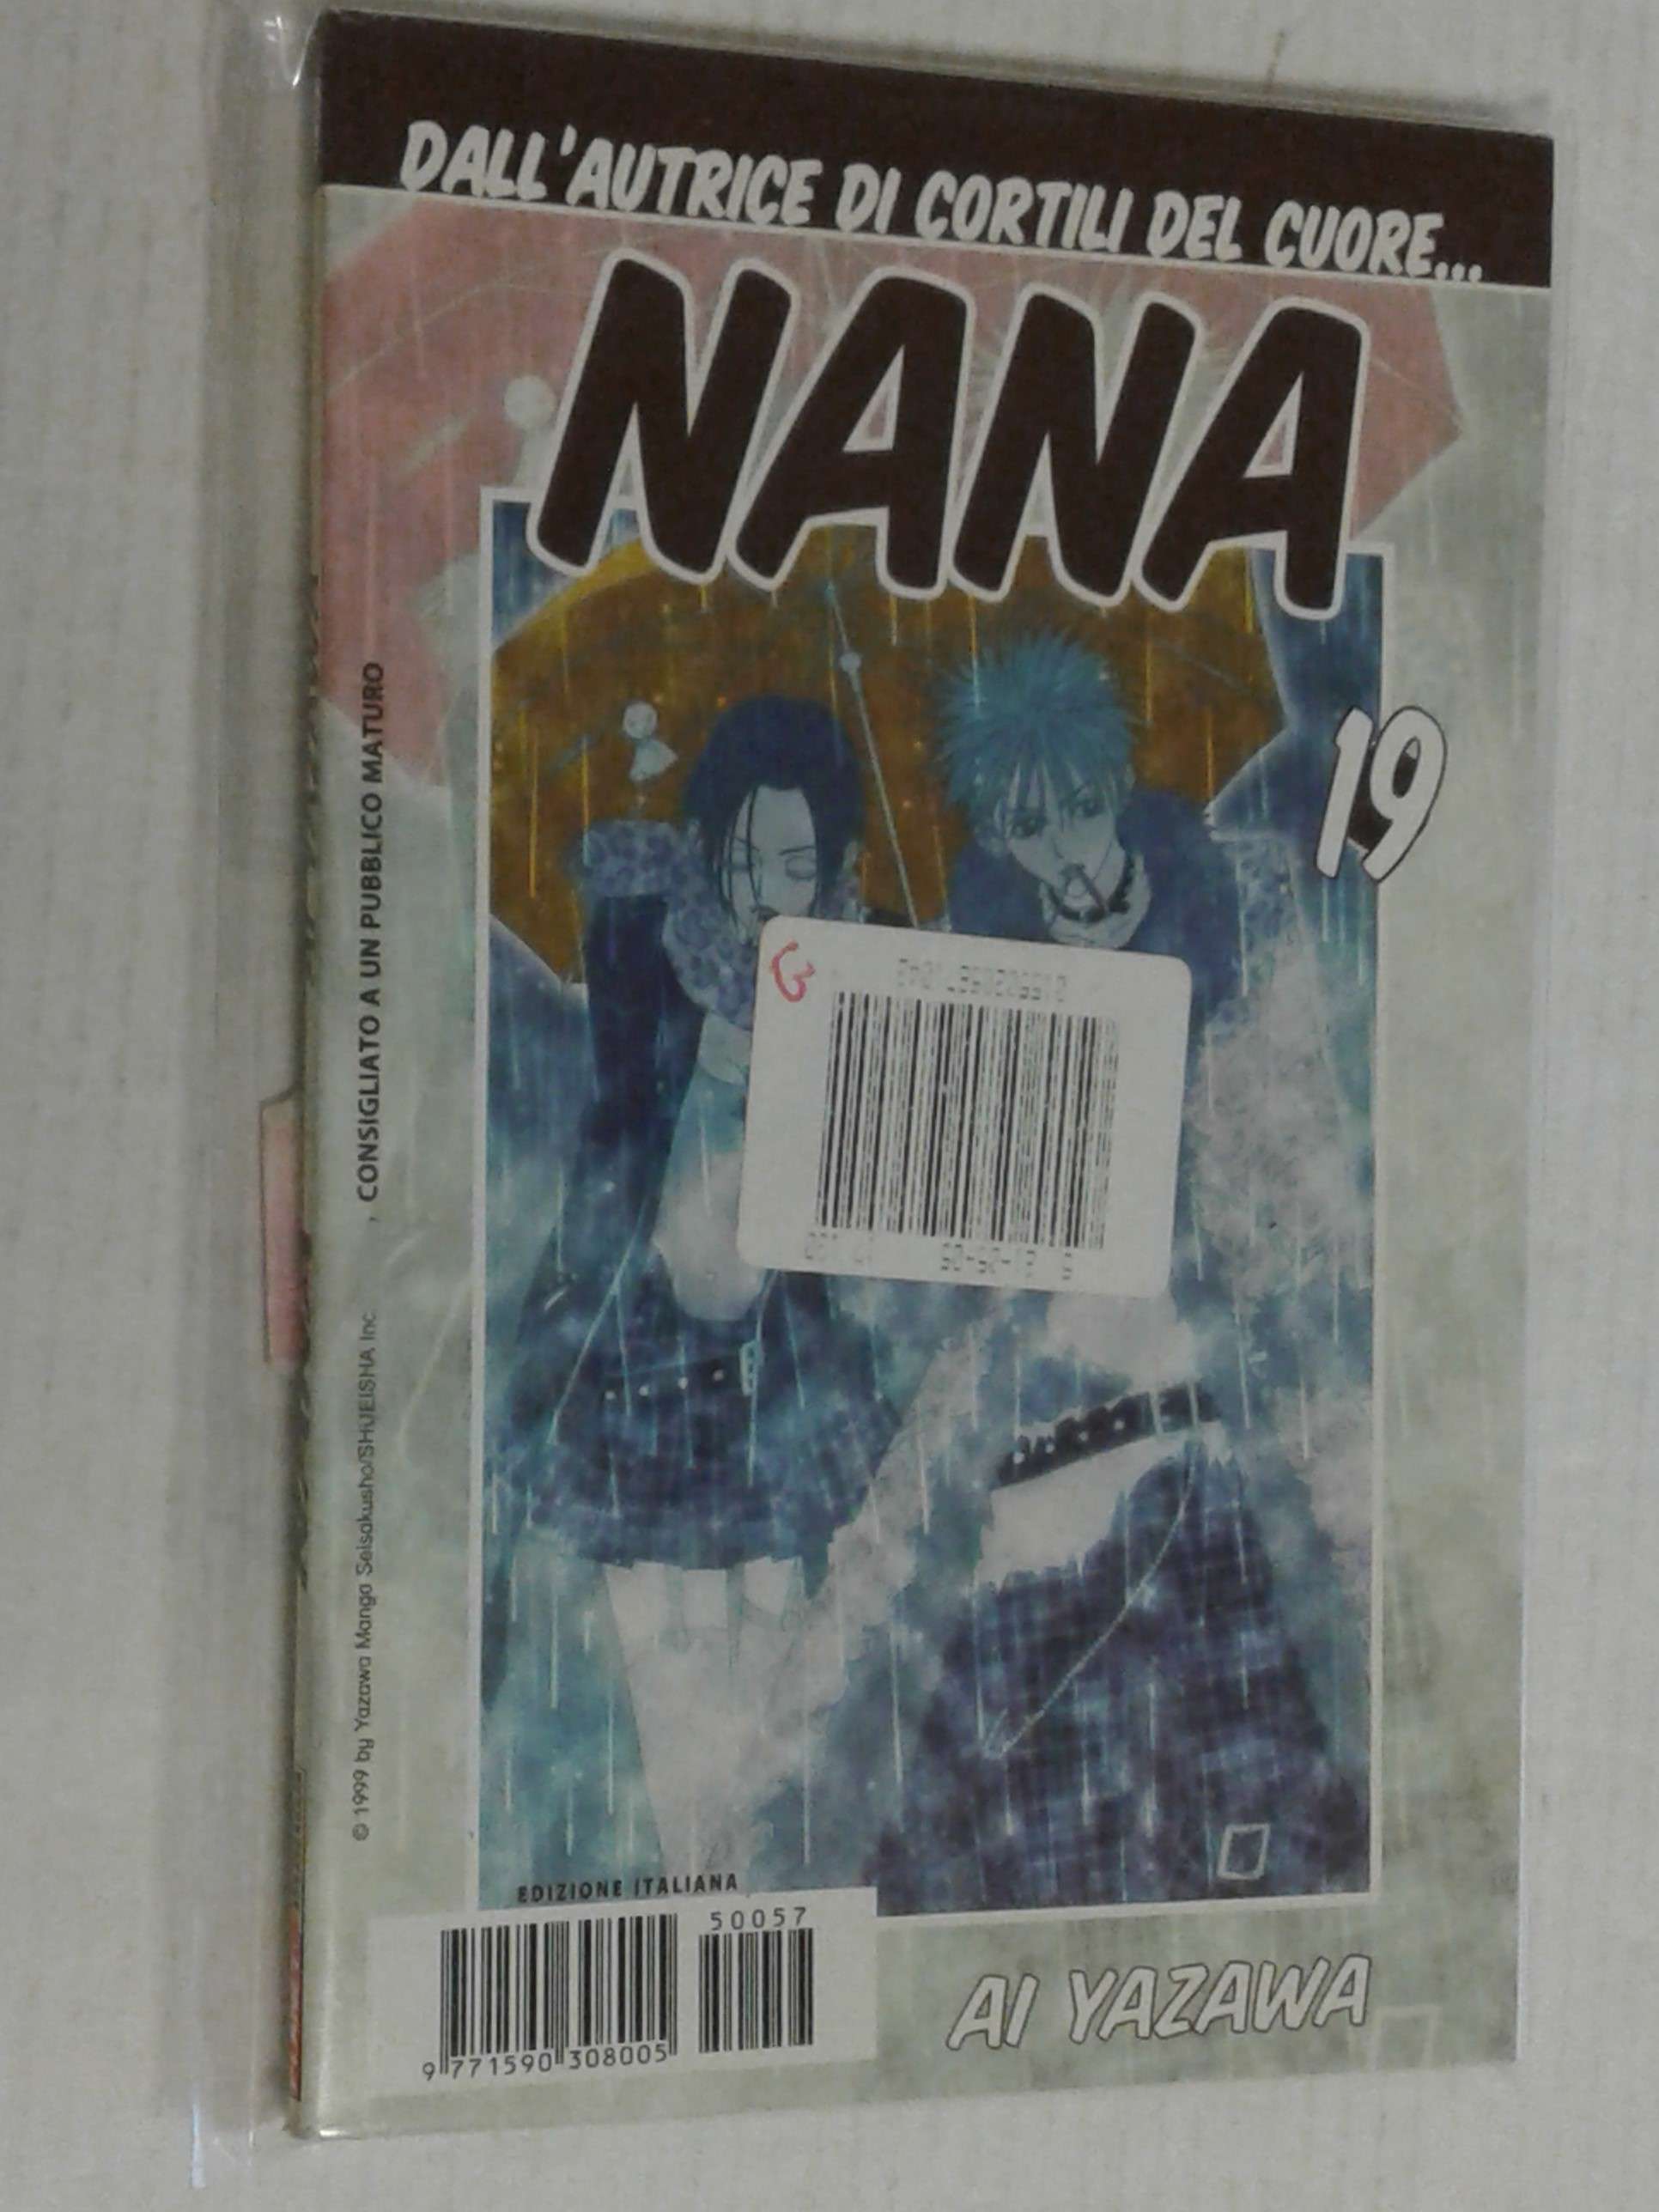 DALL'AUTRICE DI CORTILI DEL CUORE...
NANA
19
CONSIGLIATO A UN PUBBLICO MATURO
© 1999 by Yazawa Manga Seisakusho/SHUEISHA Inc.
EDIZIONE ITALIANA
50057
9 771590 308005
AI YAZAWA